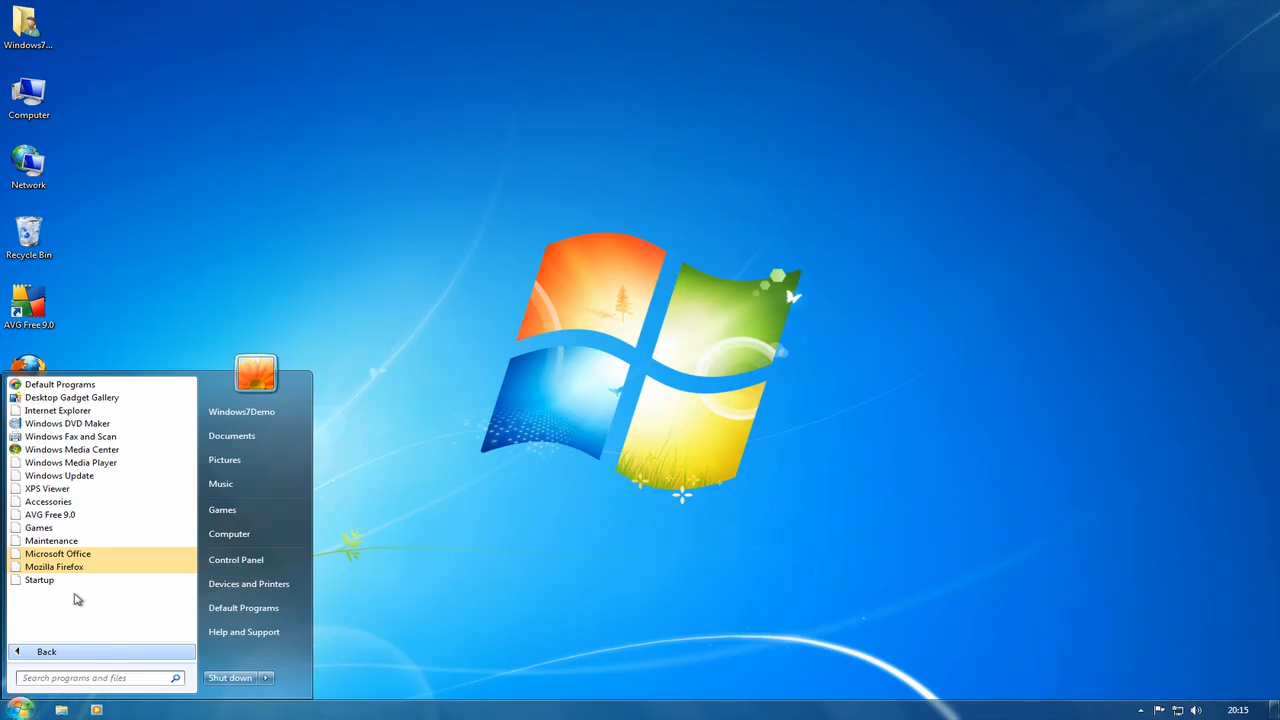 Windows7...
Computer
Network
Recycle Bin
AVG Free 9.0
Default Programs
Desktop Gadget Gallery
Internet Explorer
Windows DVD Maker
Windows Fax and Scan
Windows Media Center
Windows Media Player
Windows Update
XPS Viewer
Accessories
AVG Free 9.0
Games
Maintenance
Microsoft Office
Mozilla Firefox
Startup
Back
Search programs and files
Windows7Demo
Documents
Pictures
Music
Games
Computer
Control Panel
Devices and Printers
Default Programs
Help and Support
Shut down
20:15